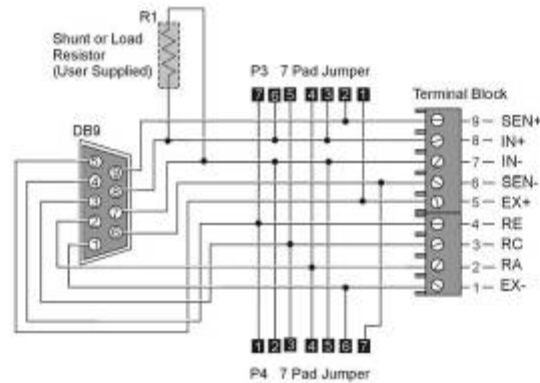 R1
Shunt or Load
Resistor
(User Supplied)
P3 7 Pad Jumper
7 6 5 4 3 2 1
Terminal Block
DB9
5 9
4 8
3 7
2 6
1
9 SEN+
8 IN+
7 IN-
6 SEN-
5 EX+
4 RE
3 RC
2 RA
1 EX-
1 2 3 4 5 6 7
P4 7 Pad Jumper